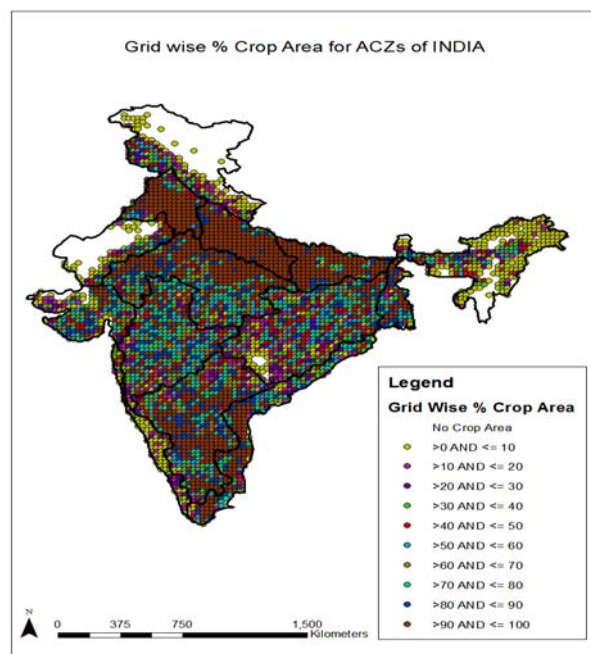 Grid wise % Crop Area for ACZs of INDIA
Legend
Grid Wise % Crop Area
No Crop Area
>0 AND <= 10
>10 AND <= 20
>20 AND <= 30
>30 AND <= 40
>40 AND <= 50
>50 AND <= 60
>60 AND <= 70
>70 AND <= 80
>80 AND <= 90
>90 AND <= 100
N
0 375 750 1,500
Kilometers